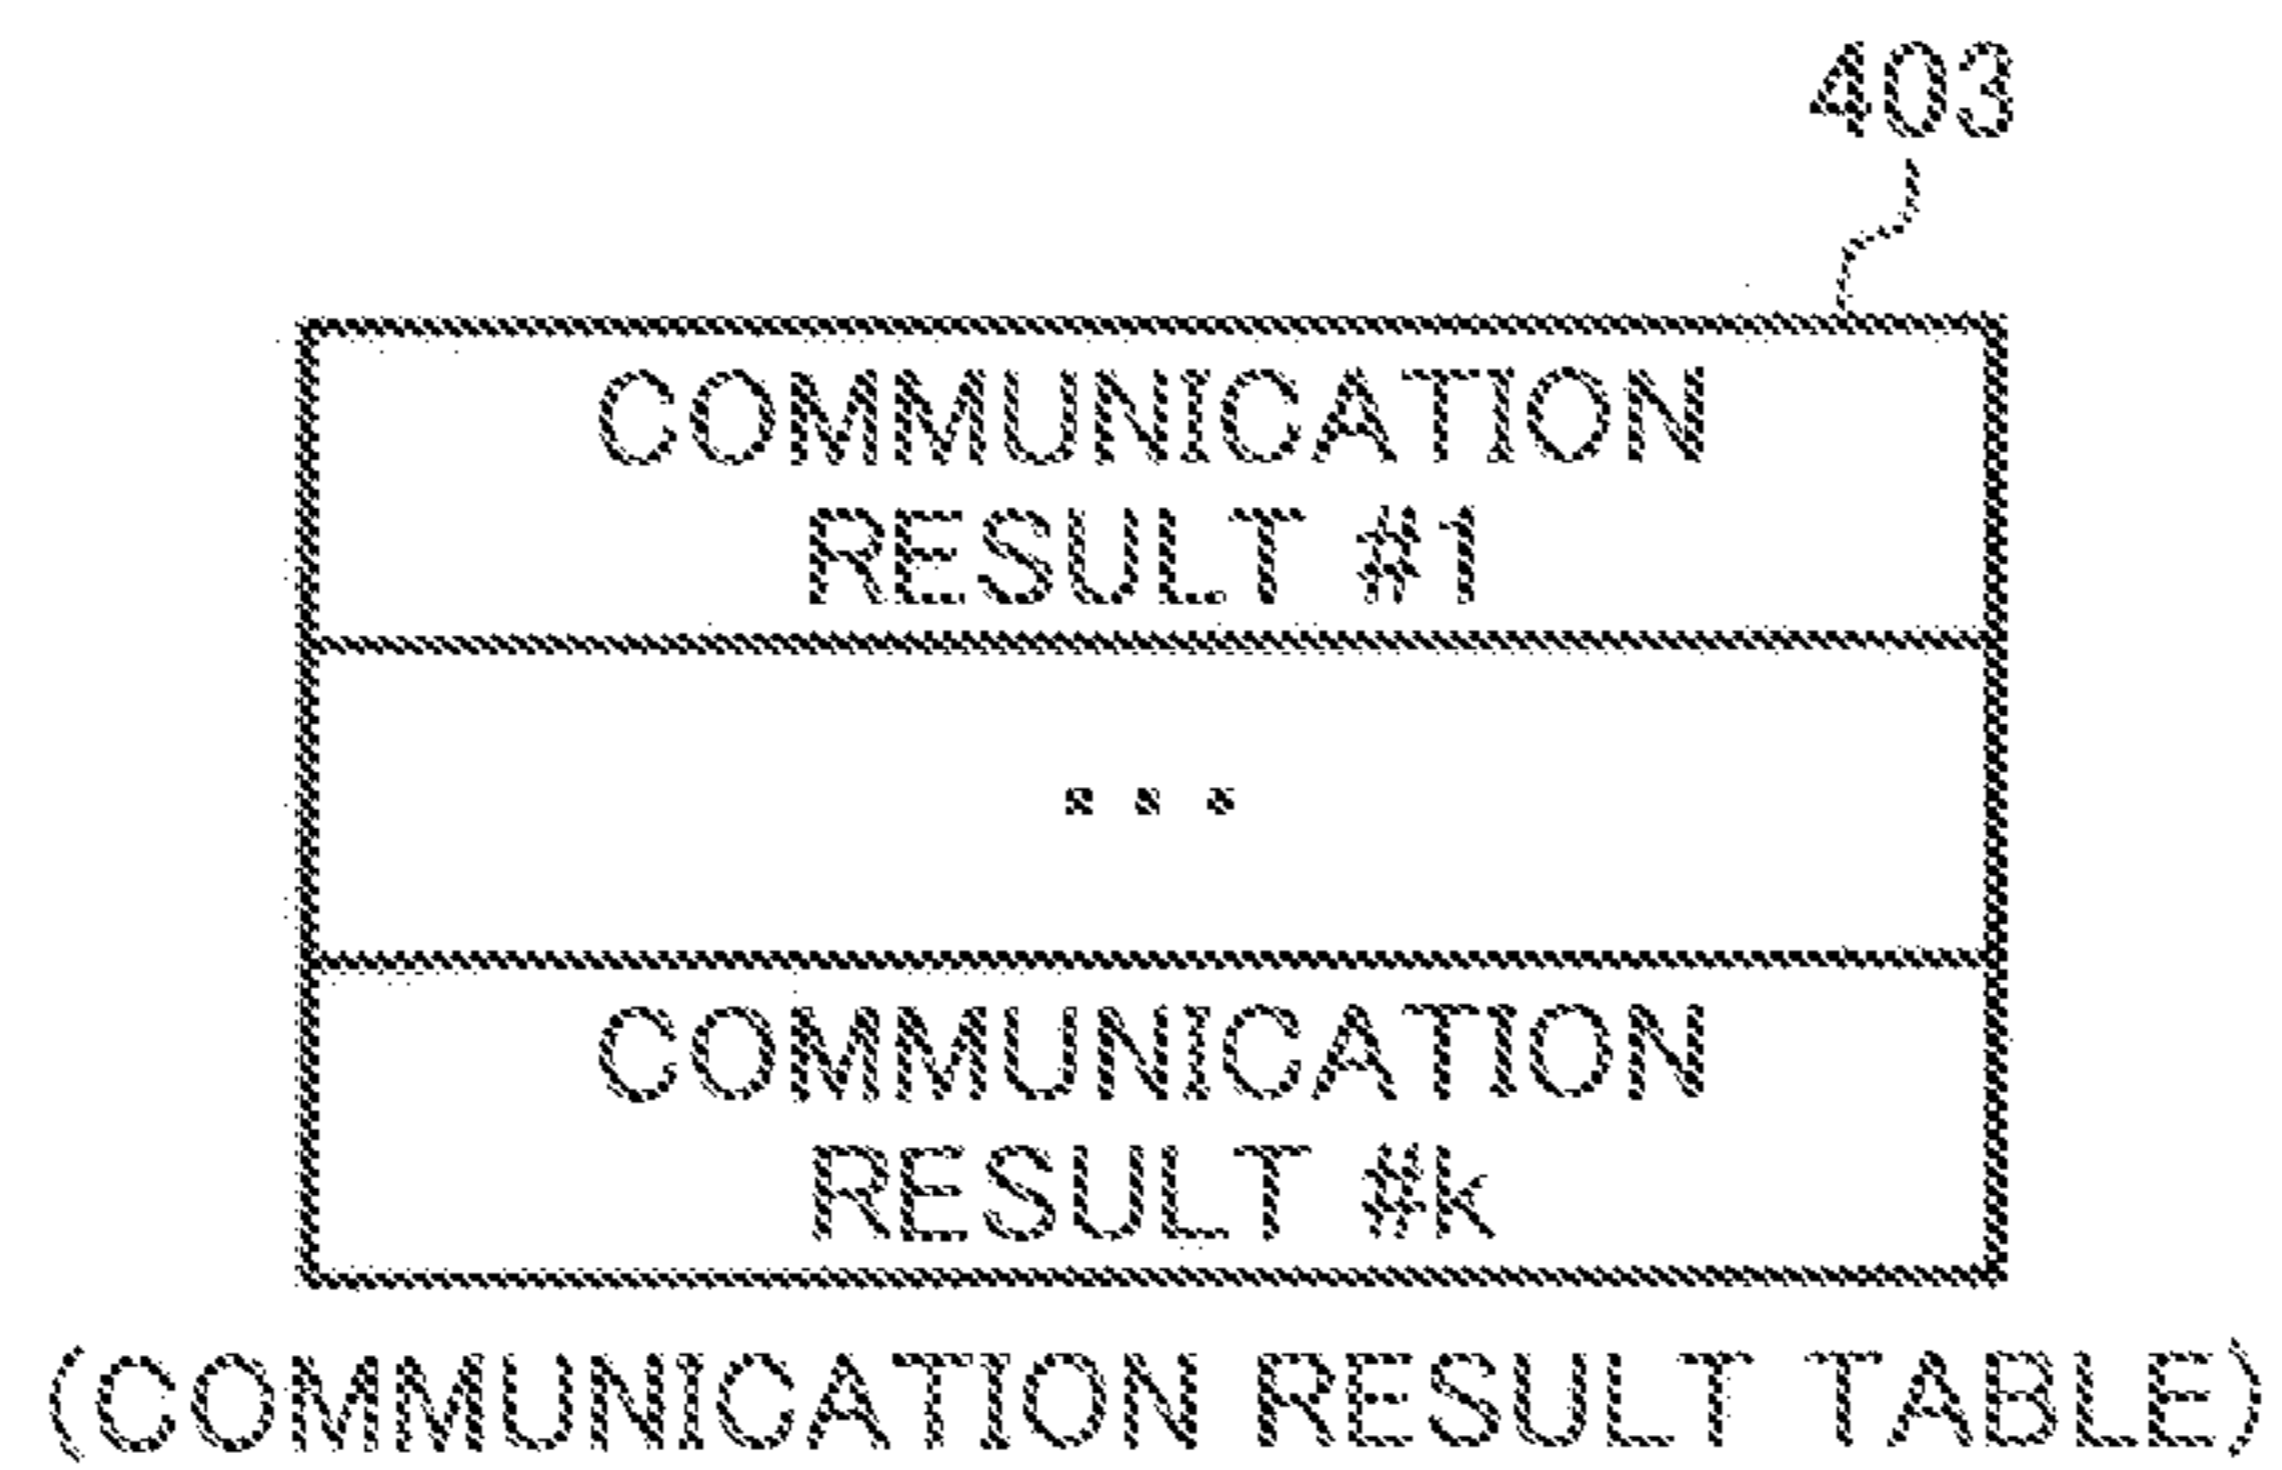 403
COMMUNICATION
RESULT #1
...
COMMUNICATION
RESULT #k
(COMMUNICATION RESULT TABLE)